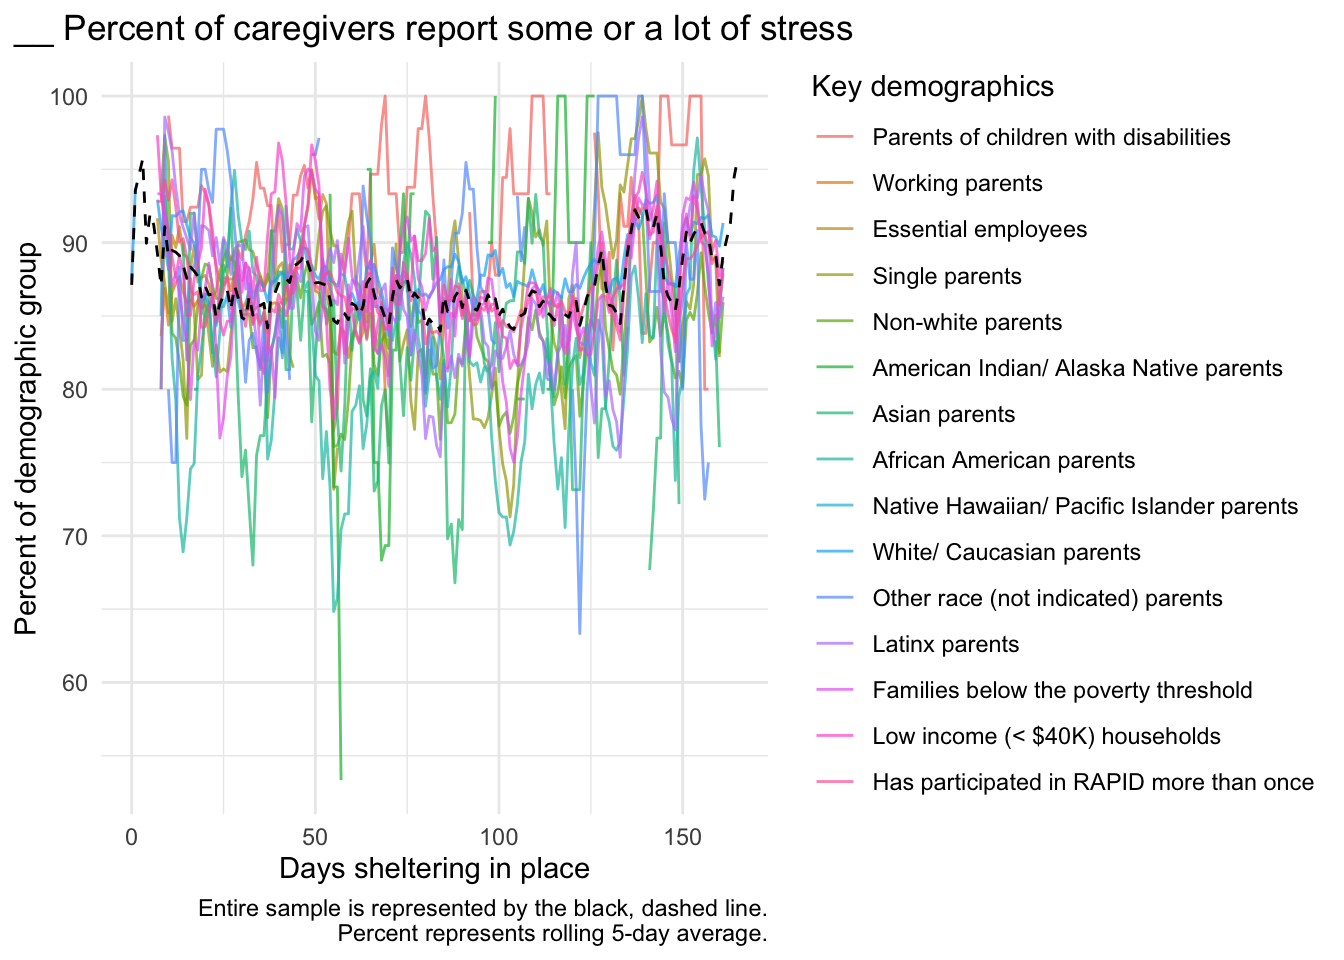 __ Percent of caregivers report some or a lot of stress
Key demographics
Parents of children with disabilities
Working parents
Essential employees
Single parents
Non-white parents
American Indian/ Alaska Native parents
Asian parents
African American parents
Native Hawaiian/ Pacific Islander parents
White/ Caucasian parents
Other race (not indicated) parents
Latinx parents
Families below the poverty threshold
Low income (< $40K) households
Has participated in RAPID more than once
Percent of demographic group
100
90
80
70
60
0
50
100
150
Days sheltering in place
Entire sample is represented by the black, dashed line.
Percent represents rolling 5-day average.